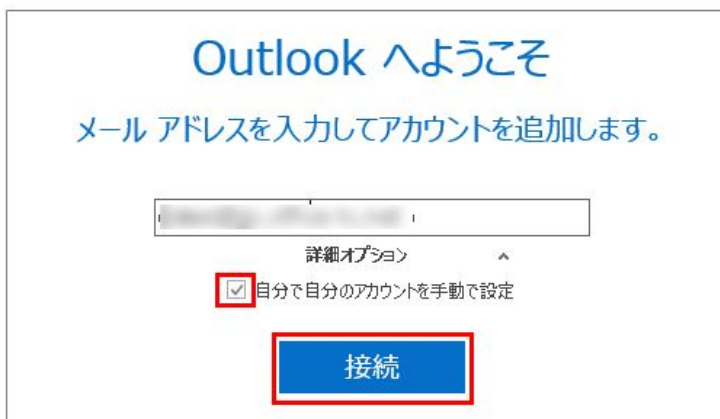 Outlook へようこそ
メール アドレスを入力してアカウントを追加します。
詳細オプション
自分で自分のアカウントを手動で設定
接続